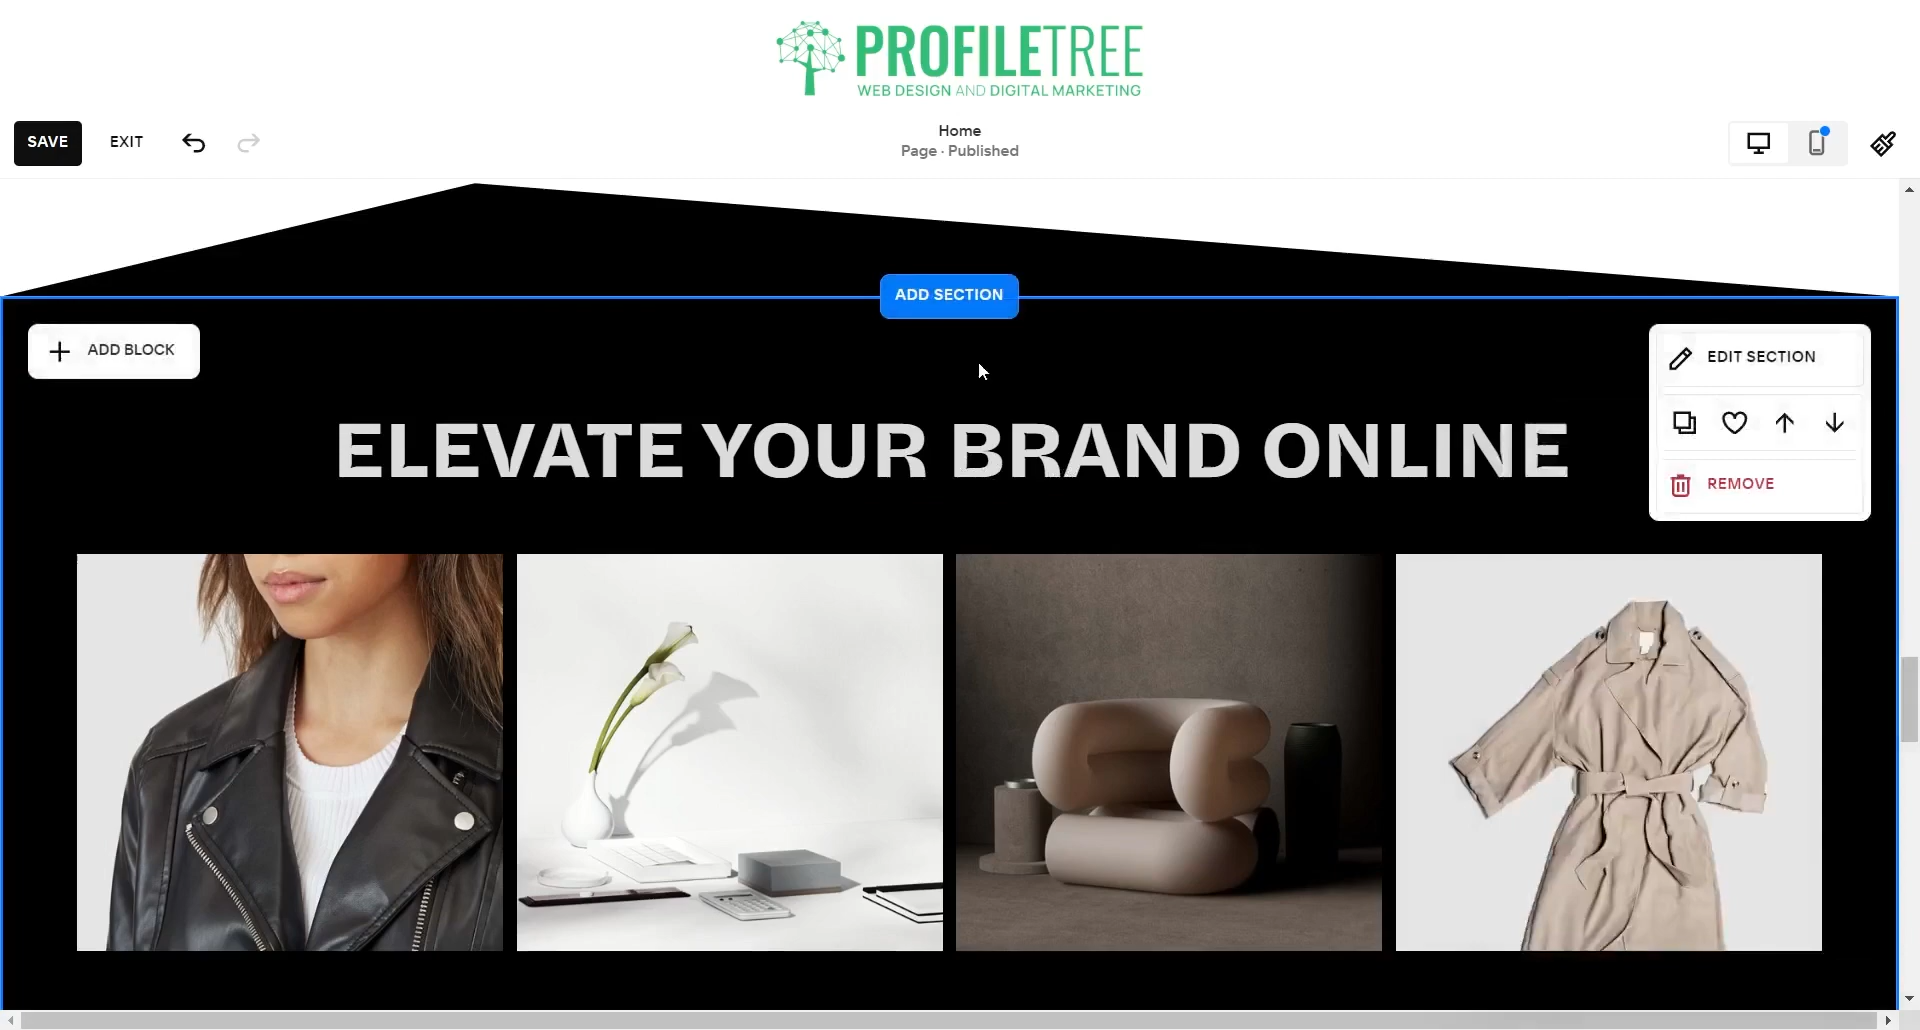 PROFILETREE
WEB DESIGN AND DIGITAL MARKETING
SAVE
EXIT
Home
Page · Published
ADD SECTION
ADD BLOCK
EDIT SECTION
ELEVATE YOUR BRAND ONLINE
REMOVE